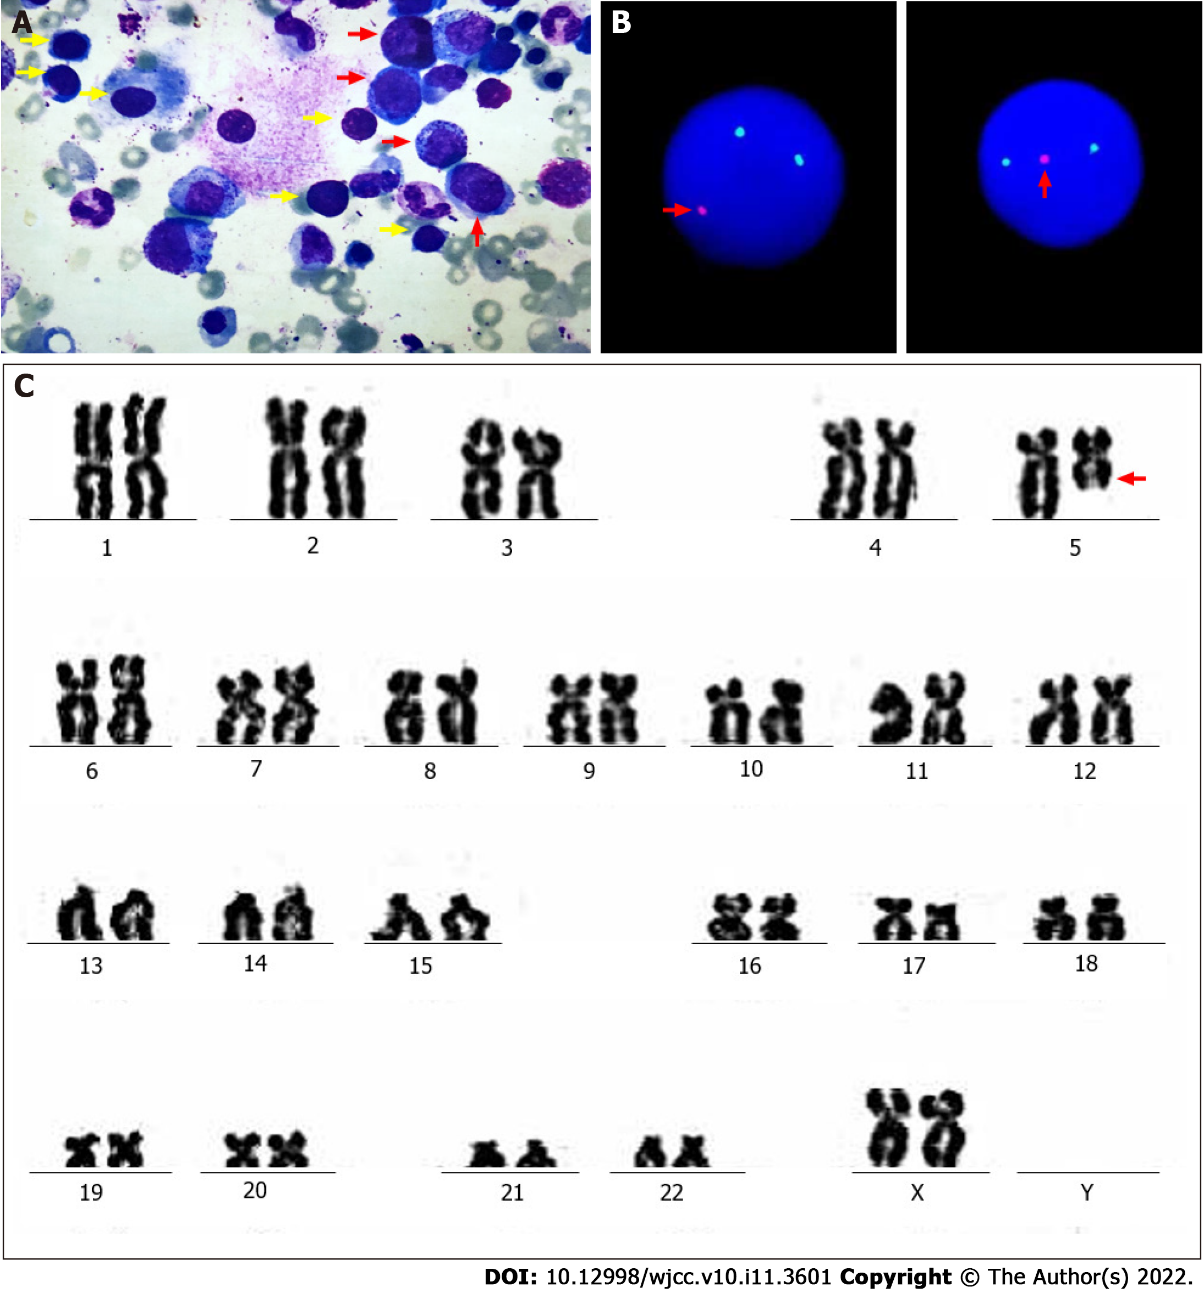 A
B
C
1 2 3 4 5
6 7 8 9 10 11 12
13 14 15 16 17 18
19 20 21 22 X Y
DOI: 10.12998/wjcc.v10.i11.3601 Copyright © The Author(s) 2022.